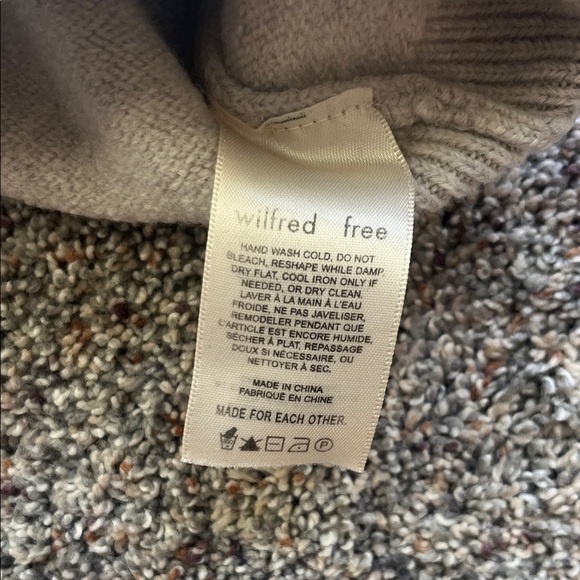 wilfred free
HAND WASH COLD, DO NOT
BLEACH, RESHAPE WHILE DAMP,
DRY FLAT, COOL IRON ONLY IF
NEEDED, OR DRY CLEAN.
LAVER À LA MAIN À L'EAU
FROIDE, NE PAS JAVELISER,
REMODELER PENDANT QUE
L'ARTICLE EST ENCORE HUMIDE,
SÉCHER À PLAT, REPASSAGE
DOUX SI NÉCESSAIRE, OU
NETTOYER À SEC.
MADE IN CHINA
FABRIQUÉ EN CHINE
MADE FOR EACH OTHER.
P